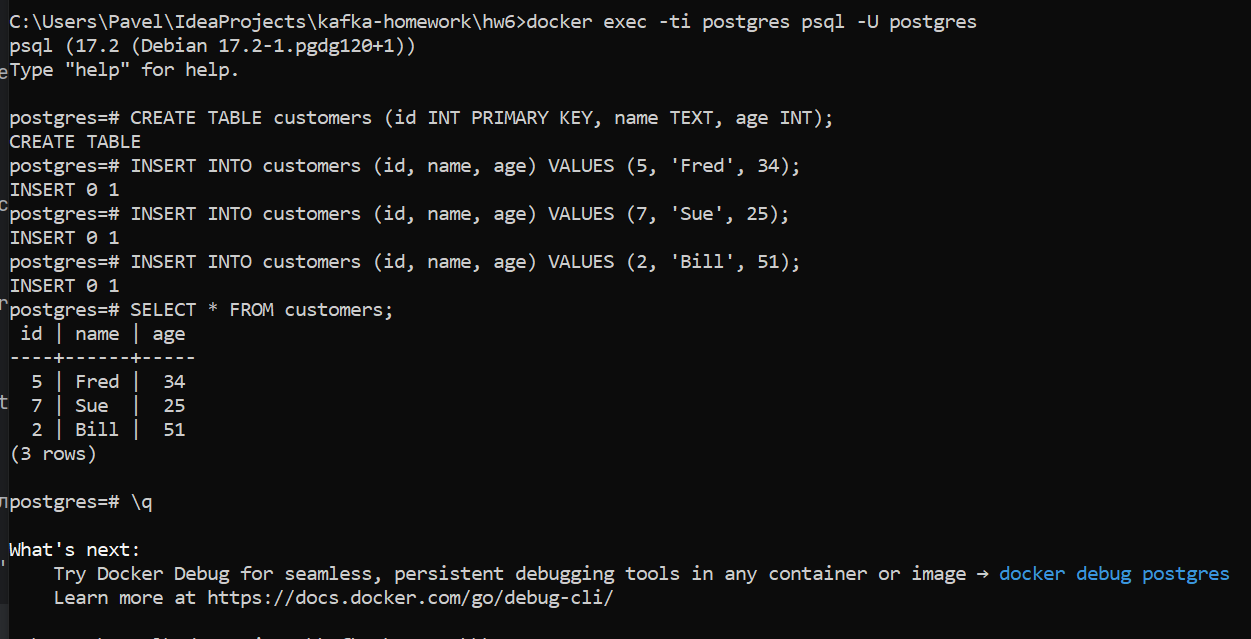 C:\Users\Pavel\IdeaProjects\kafka-homework\hw6>docker exec -ti postgres psql -U postgres
psql (17.2 (Debian 17.2-1.pgdg120+1))
Type "help" for help.
postgres=# CREATE TABLE customers (id INT PRIMARY KEY, name TEXT, age INT);
CREATE TABLE
postgres=# INSERT INTO customers (id, name, age) VALUES (5, 'Fred', 34);
INSERT 0 1
postgres=# INSERT INTO customers (id, name, age) VALUES (7, 'Sue', 25);
INSERT 0 1
postgres=# INSERT INTO customers (id, name, age) VALUES (2, 'Bill', 51);
INSERT 0 1
postgres=# SELECT * FROM customers;
 id | name | age
----+------+-----
  5 | Fred |  34
  7 | Sue  |  25
  2 | Bill |  51
(3 rows)
postgres=# \q
What's next:
    Try Docker Debug for seamless, persistent debugging tools in any container or image → docker debug postgres
    Learn more at https://docs.docker.com/go/debug-cli/